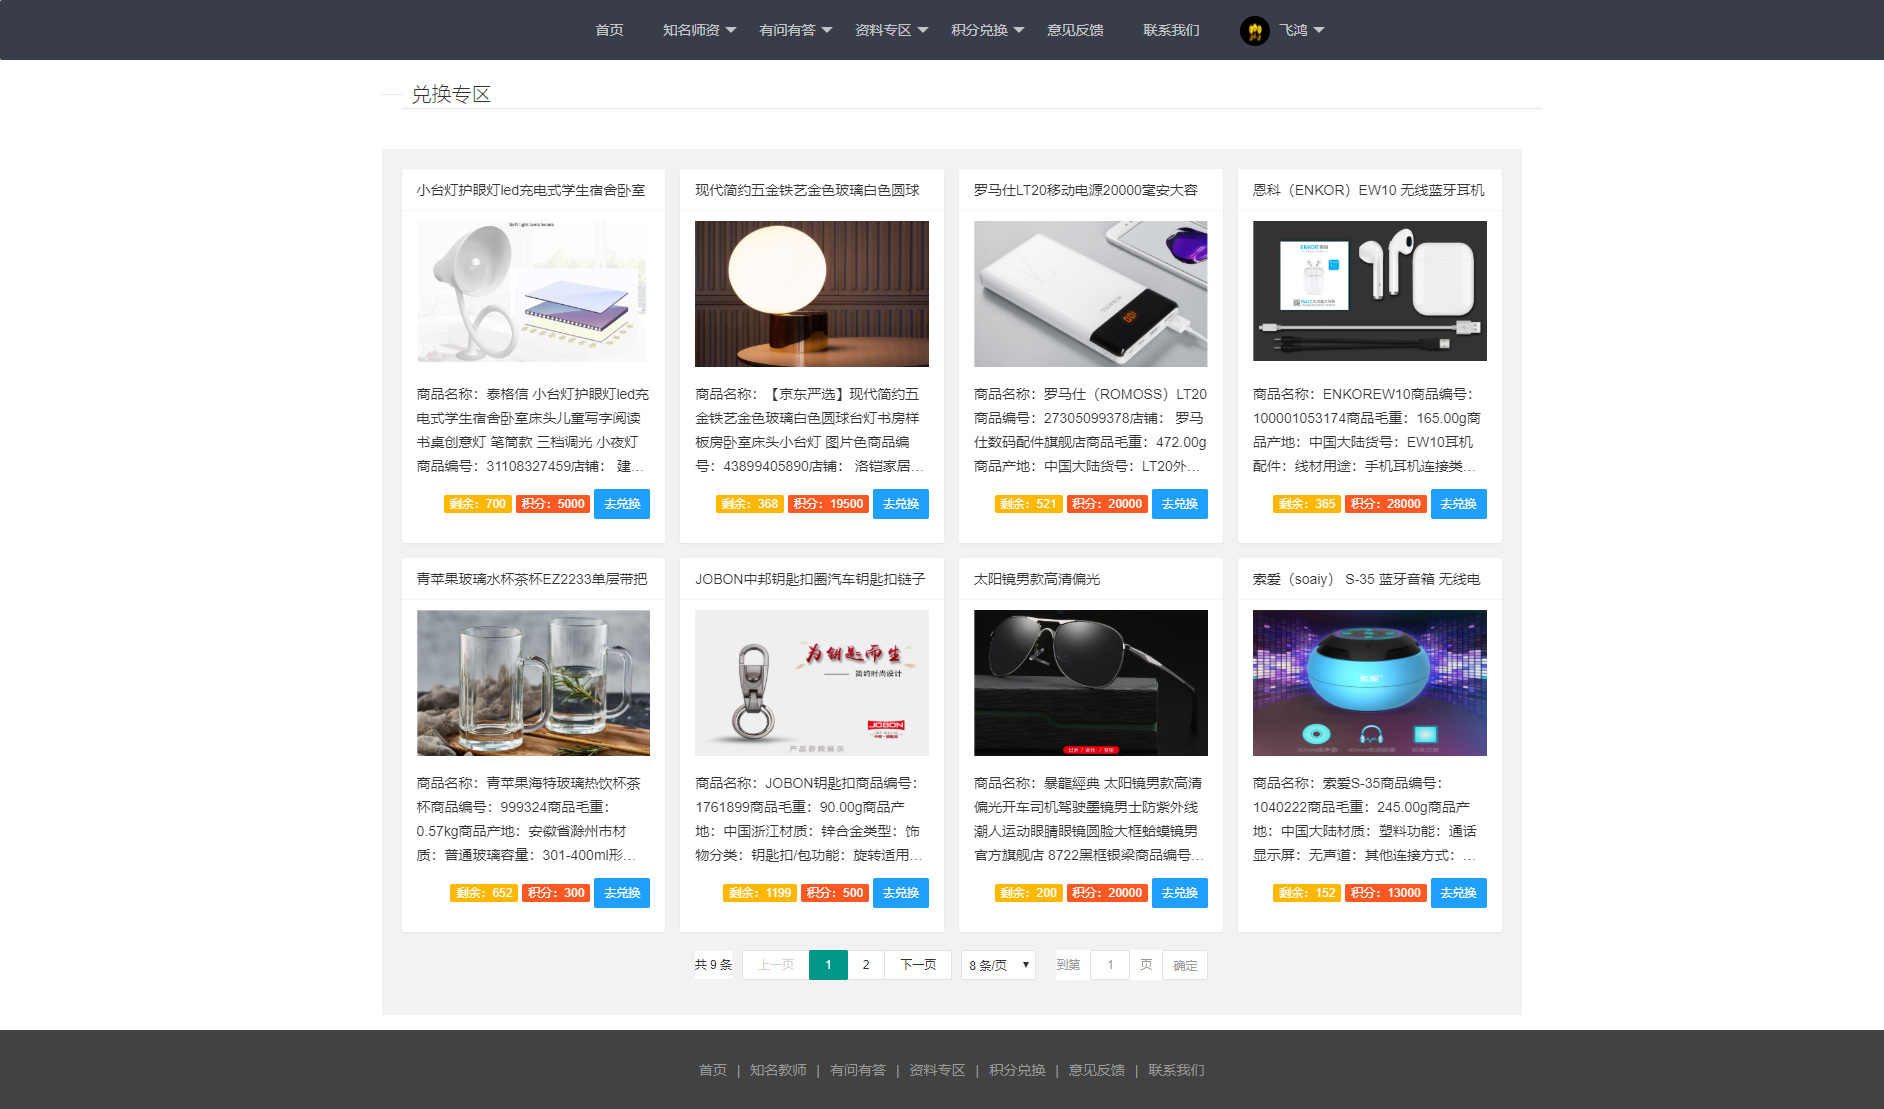 首页 知名师资 有问有答 资料专区 积分兑换 意见反馈 联系我们 飞鸿
兑换专区
小台灯护眼灯led充电式学生宿舍卧室
Soft light lamp beads
商品名称：泰格信 小台灯护眼灯led充
电式学生宿舍卧室床头儿童写字阅读
书桌创意灯 笔筒款 三档调光 小夜灯
商品编号：31108327459店铺： 建…
剩余：700 积分：5000 去兑换
现代简约五金铁艺金色玻璃白色圆球
商品名称：【京东严选】现代简约五
金铁艺金色玻璃白色圆球台灯书房样
板房卧室床头小台灯 图片色商品编
号：43899405890店铺： 洛铠家居…
剩余：368 积分：19500 去兑换
罗马仕LT20移动电源20000毫安大容
商品名称：罗马仕（ROMOSS）LT20
商品编号：27305099378店铺： 罗马
仕数码配件旗舰店商品毛重：472.00g
商品产地：中国大陆货号：LT20外…
剩余：521 积分：20000 去兑换
恩科（ENKOR）EW10 无线蓝牙耳机
商品名称：ENKOREW10商品编号：
100001053174商品毛重：165.00g商
品产地：中国大陆货号：EW10耳机
配件：线材用途：手机耳机连接类…
剩余：365 积分：28000 去兑换
青苹果玻璃水杯茶杯EZ2233单层带把
商品名称：青苹果海特玻璃热饮杯茶
杯商品编号：999324商品毛重：
0.57kg商品产地：安徽省滁州市材
质：普通玻璃容量：301-400ml形…
剩余：652 积分：300 去兑换
JOBON中邦钥匙扣圈汽车钥匙扣链子
为钥匙而生
简约时尚设计
JOBON
产品参数展示
商品名称：JOBON钥匙扣商品编号：
1761899商品毛重：90.00g商品产
地：中国浙江材质：锌合金类型：饰
物分类：钥匙扣/包功能：旋转适用…
剩余：1199 积分：500 去兑换
太阳镜男款高清偏光
商品名称：暴龍經典 太阳镜男款高清
偏光开车司机驾驶墨镜男士防紫外线
潮人运动眼睛眼镜圆脸大框蛤蟆镜男
官方旗舰店 8722黑框银梁商品编号…
剩余：200 积分：20000 去兑换
索爱（soaiy） S-35 蓝牙音箱 无线电
商品名称：索爱S-35商品编号：
1040222商品毛重：245.00g商品产
地：中国大陆材质：塑料功能：通话
显示屏：无声道：其他连接方式：…
剩余：152 积分：13000 去兑换
共 9 条 上一页 1 2 下一页 8 条/页 到第 1 页 确定
首页 | 知名教师 | 有问有答 | 资料专区 | 积分兑换 | 意见反馈 | 联系我们